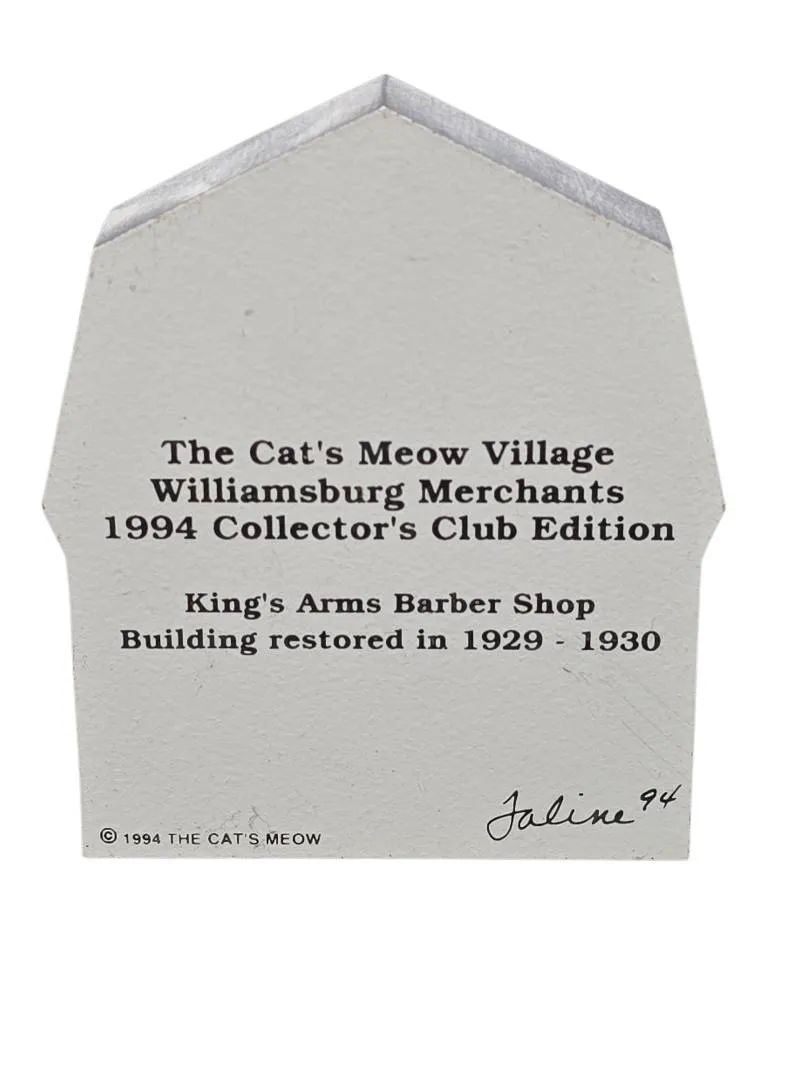 The Cat's Meow Village
Williamsburg Merchants
1994 Collector's Club Edition
King's Arms Barber Shop
Building restored in 1929 - 1930
Faline 94
© 1994 THE CAT'S MEOW